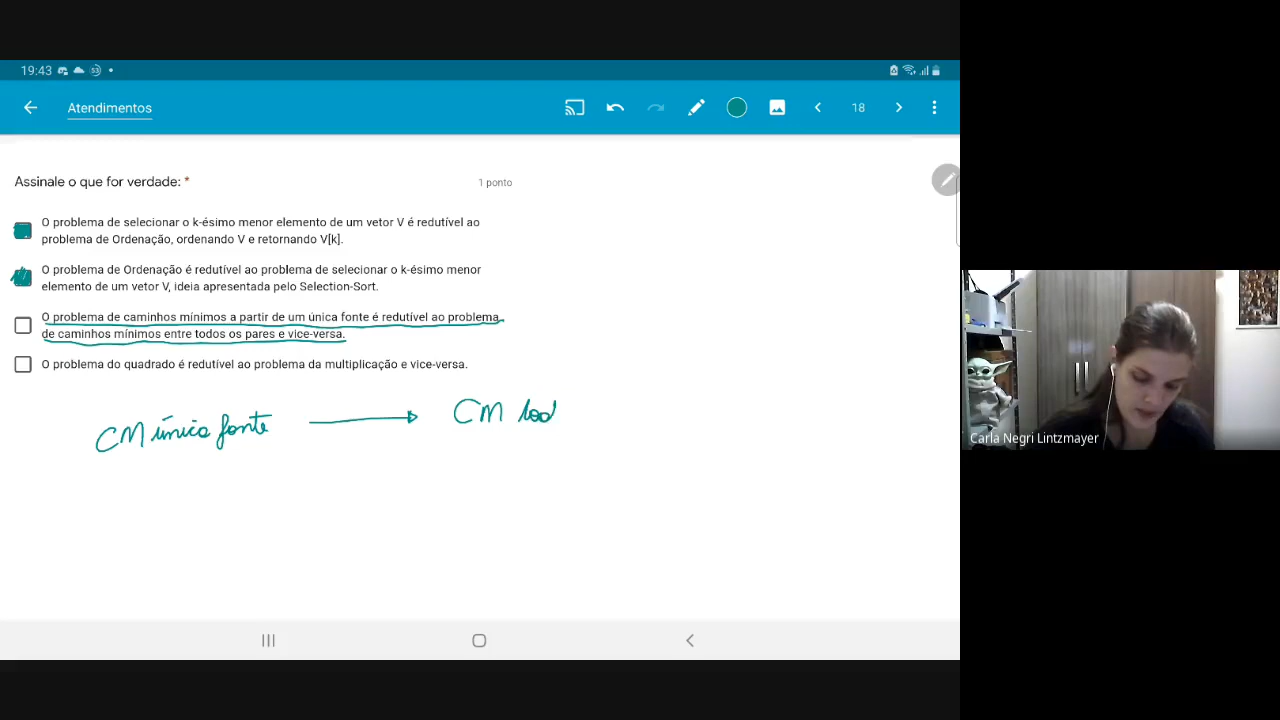 19:43
Atendimentos
18
Assinale o que for verdade: *
1 ponto
O problema de selecionar o k-ésimo menor elemento de um vetor V é redutível ao
problema de Ordenação, ordenando V e retornando V[k].
O problema de Ordenação é redutível ao problema de selecionar o k-ésimo menor
elemento de um vetor V, ideia apresentada pelo Selection-Sort.
O problema de caminhos mínimos a partir de um única fonte é redutível ao problema
de caminhos mínimos entre todos os pares e vice-versa.
O problema do quadrado é redutível ao problema da multiplicação e vice-versa.
CM única fonte → CM tod
Carla Negri Lintzmayer